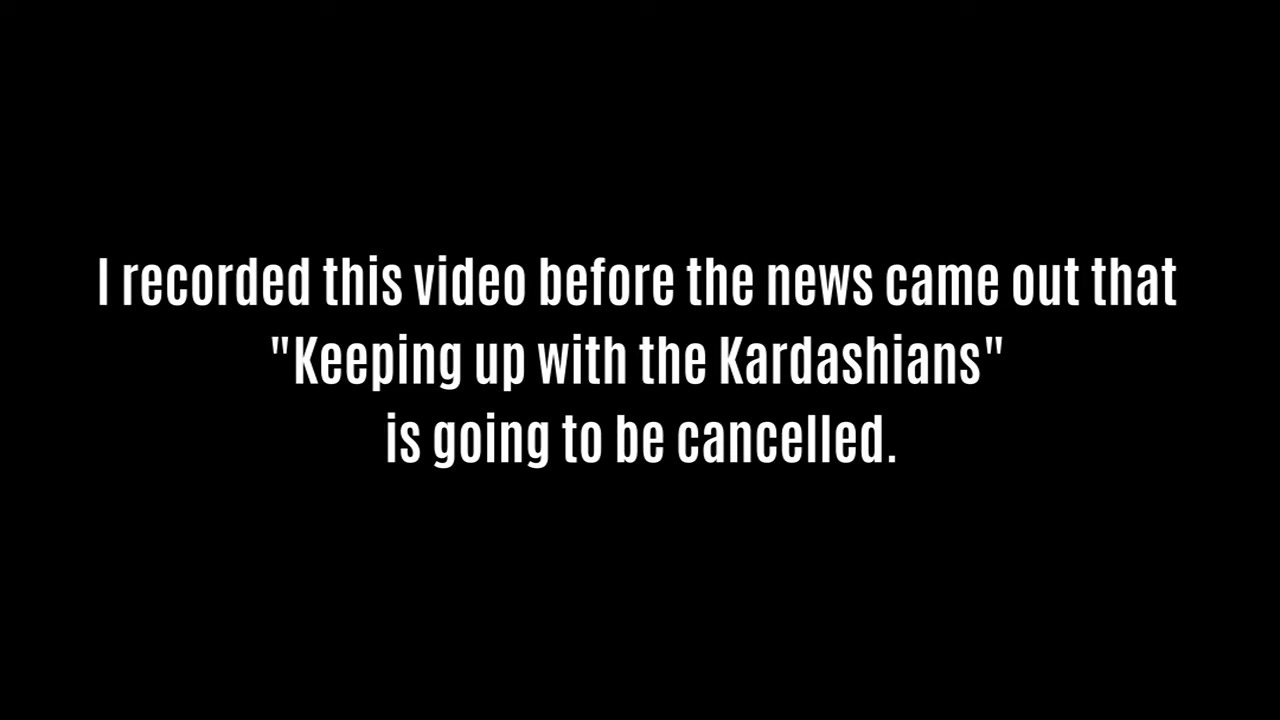 I recorded this video before the news came out that
"Keeping up with the Kardashians"
is going to be cancelled.